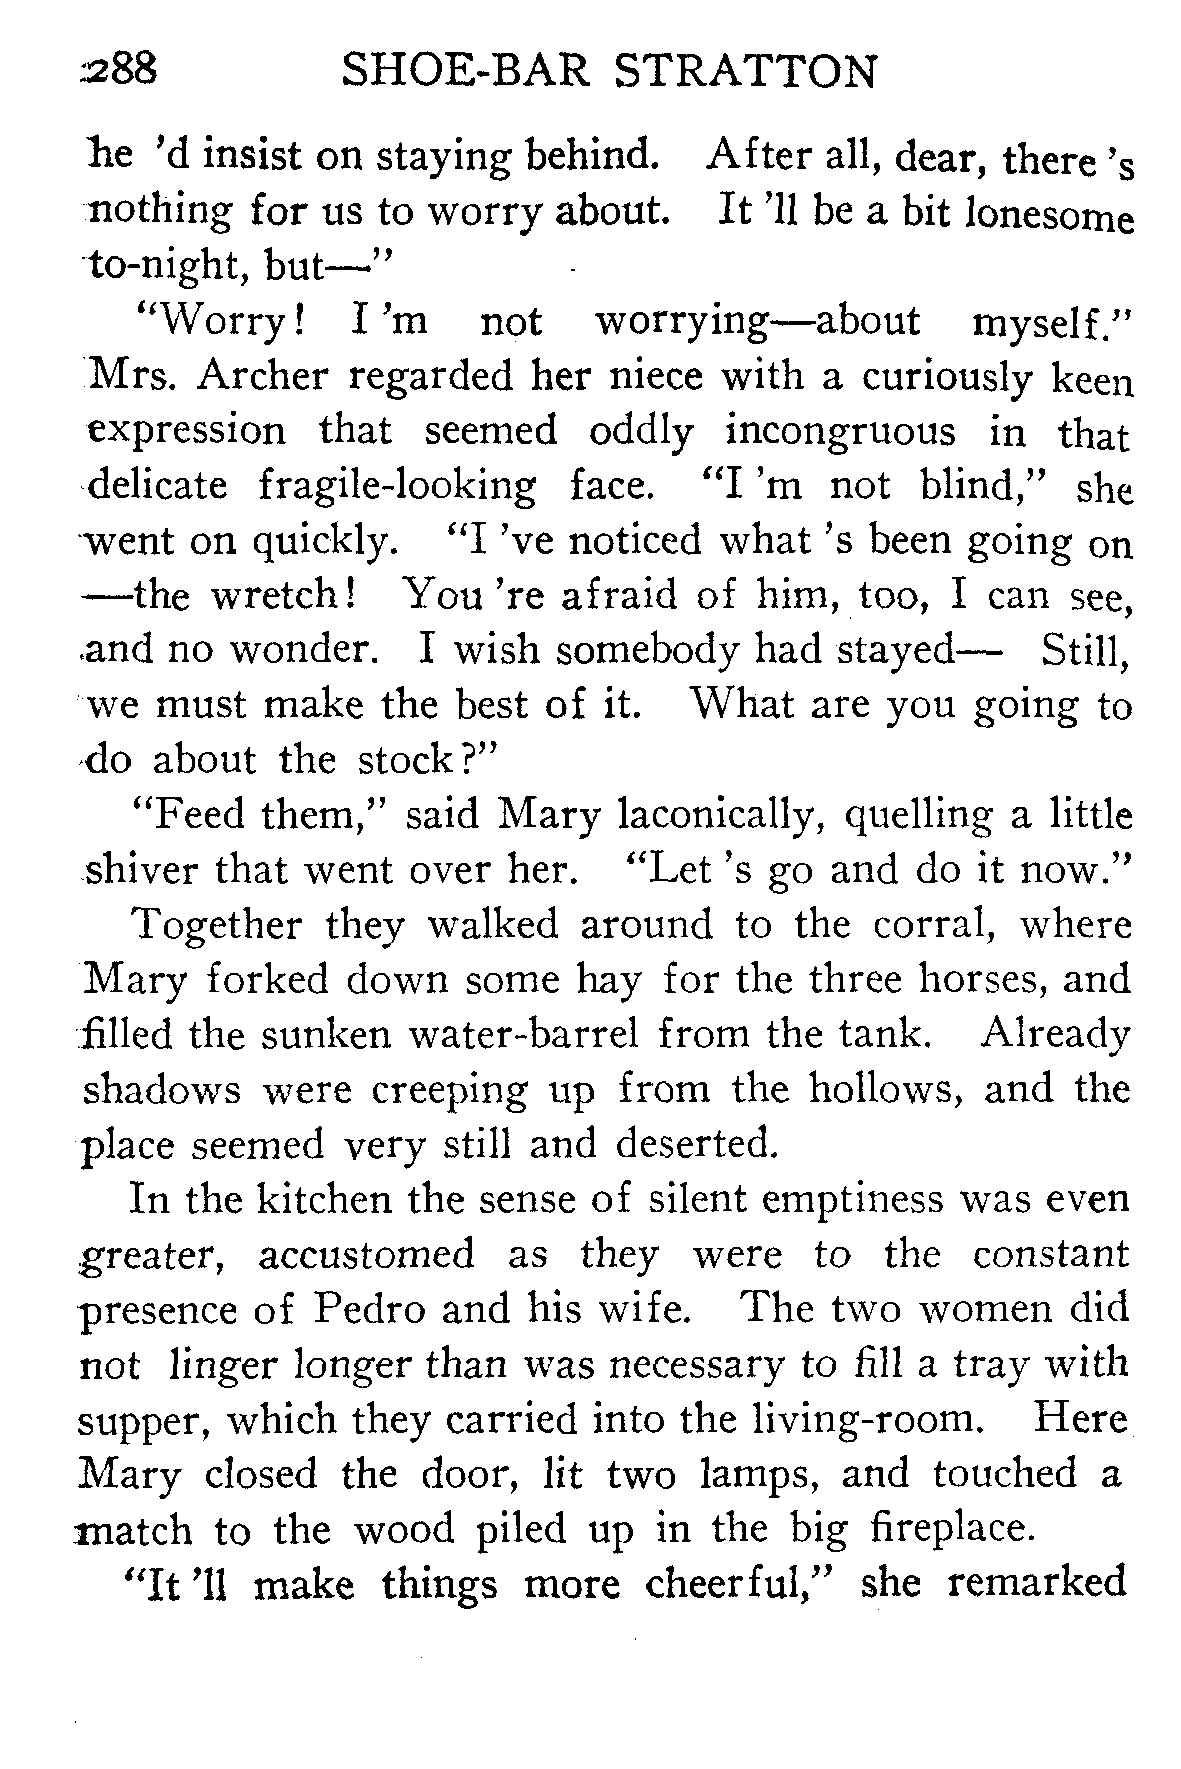 288 SHOE-BAR STRATTON
he 'd insist on staying behind. After all, dear, there 's
nothing for us to worry about. It 'll be a bit lonesome
to-night, but—"
"Worry! I 'm not worrying—about myself."
Mrs. Archer regarded her niece with a curiously keen
expression that seemed oddly incongruous in that
delicate fragile-looking face. "I 'm not blind," she
went on quickly. "I 've noticed what 's been going on
—the wretch! You 're afraid of him, too, I can see,
and no wonder. I wish somebody had stayed— Still,
we must make the best of it. What are you going to
do about the stock?"
"Feed them," said Mary laconically, quelling a little
shiver that went over her. "Let 's go and do it now."
Together they walked around to the corral, where
Mary forked down some hay for the three horses, and
filled the sunken water-barrel from the tank. Already
shadows were creeping up from the hollows, and the
place seemed very still and deserted.
In the kitchen the sense of silent emptiness was even
greater, accustomed as they were to the constant
presence of Pedro and his wife. The two women did
not linger longer than was necessary to fill a tray with
supper, which they carried into the living-room. Here
Mary closed the door, lit two lamps, and touched a
match to the wood piled up in the big fireplace.
"It 'll make things more cheerful," she remarked